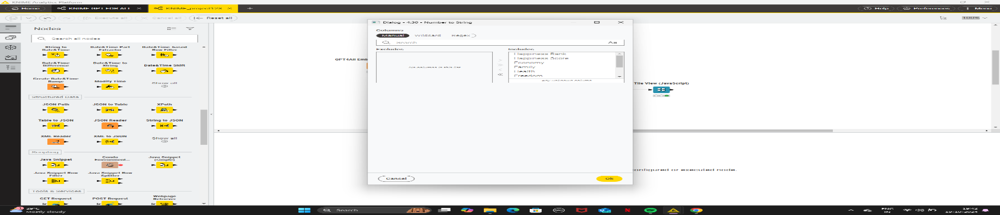 KNIME Analytics Platform
Home
KNIME GPT FOR ALL
KNIME_project123
Help
Preferences
Menu
Execute all
Cancel all
Reset all
100%
Nodes
Search all nodes
String to Date&Time
Date&Time Part Extractor
Date&Time-based Row Filter
Date&Time Difference
Date&Time to String
Date&Time Shift
Create Date&Time Range
Modify Time
Show all
Structured Data
JSON Path
JSON to Table
XPath
Table to JSON
JSON Reader
String to JSON
XML Reader
XML to JSON
Show all
Scripting
Java Snippet
Conda Environment...
Java Snippet (simple)
Java Snippet Row Filter
Java Snippet Row Splitter
Tools & Services
GET Request
POST Request
Webpage Retriever
GPT4All Emb
Dialog - 4:30 - Number to String
Columns
Manual
Wildcard
Regex
Search
Aa
Excludes
Includes
No columns in this list.
Happiness Rank
Happiness Score
Economy
Family
Health
Freedom
Any unknown column
Cancel
Ok
Tile View (JavaScript)
configured or executed node.
29°C
Mostly cloudy
Search
ENG
IN
19:42
19-10-2024